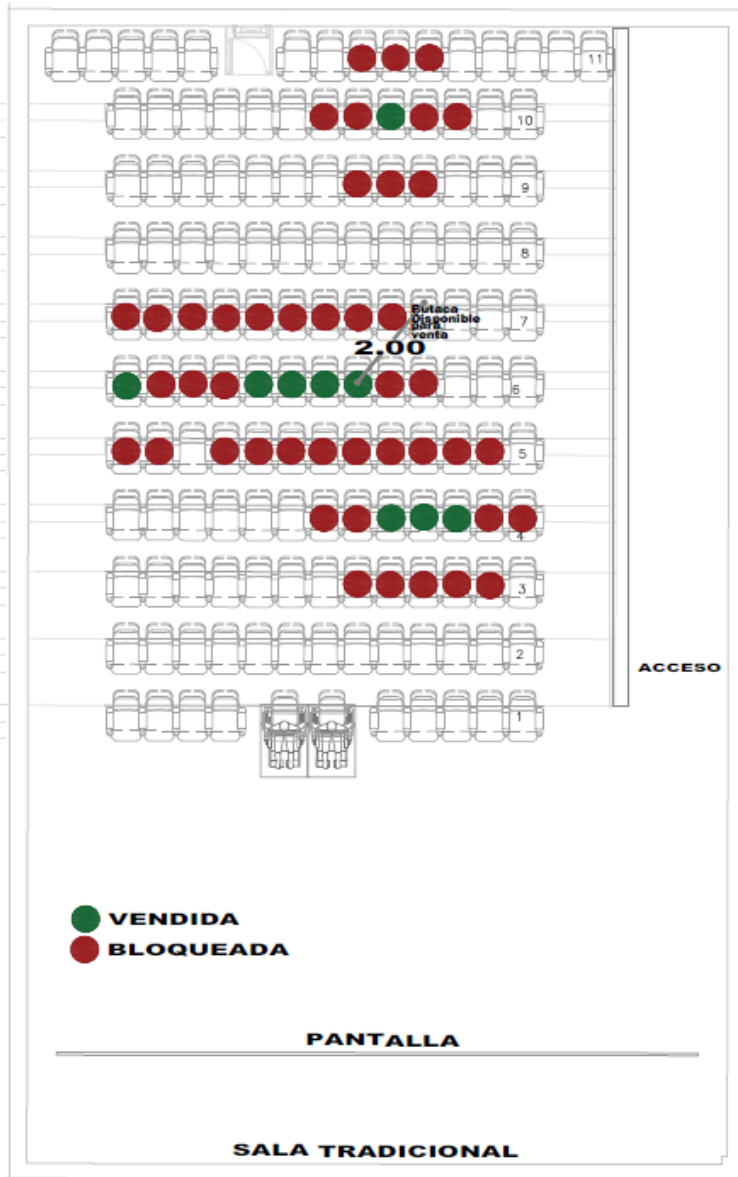 11
10
9
8
7
Butaca
Disponible
para
venta
2.00
6
5
4
3
2
ACCESO
1
VENDIDA
BLOQUEADA
PANTALLA
SALA TRADICIONAL